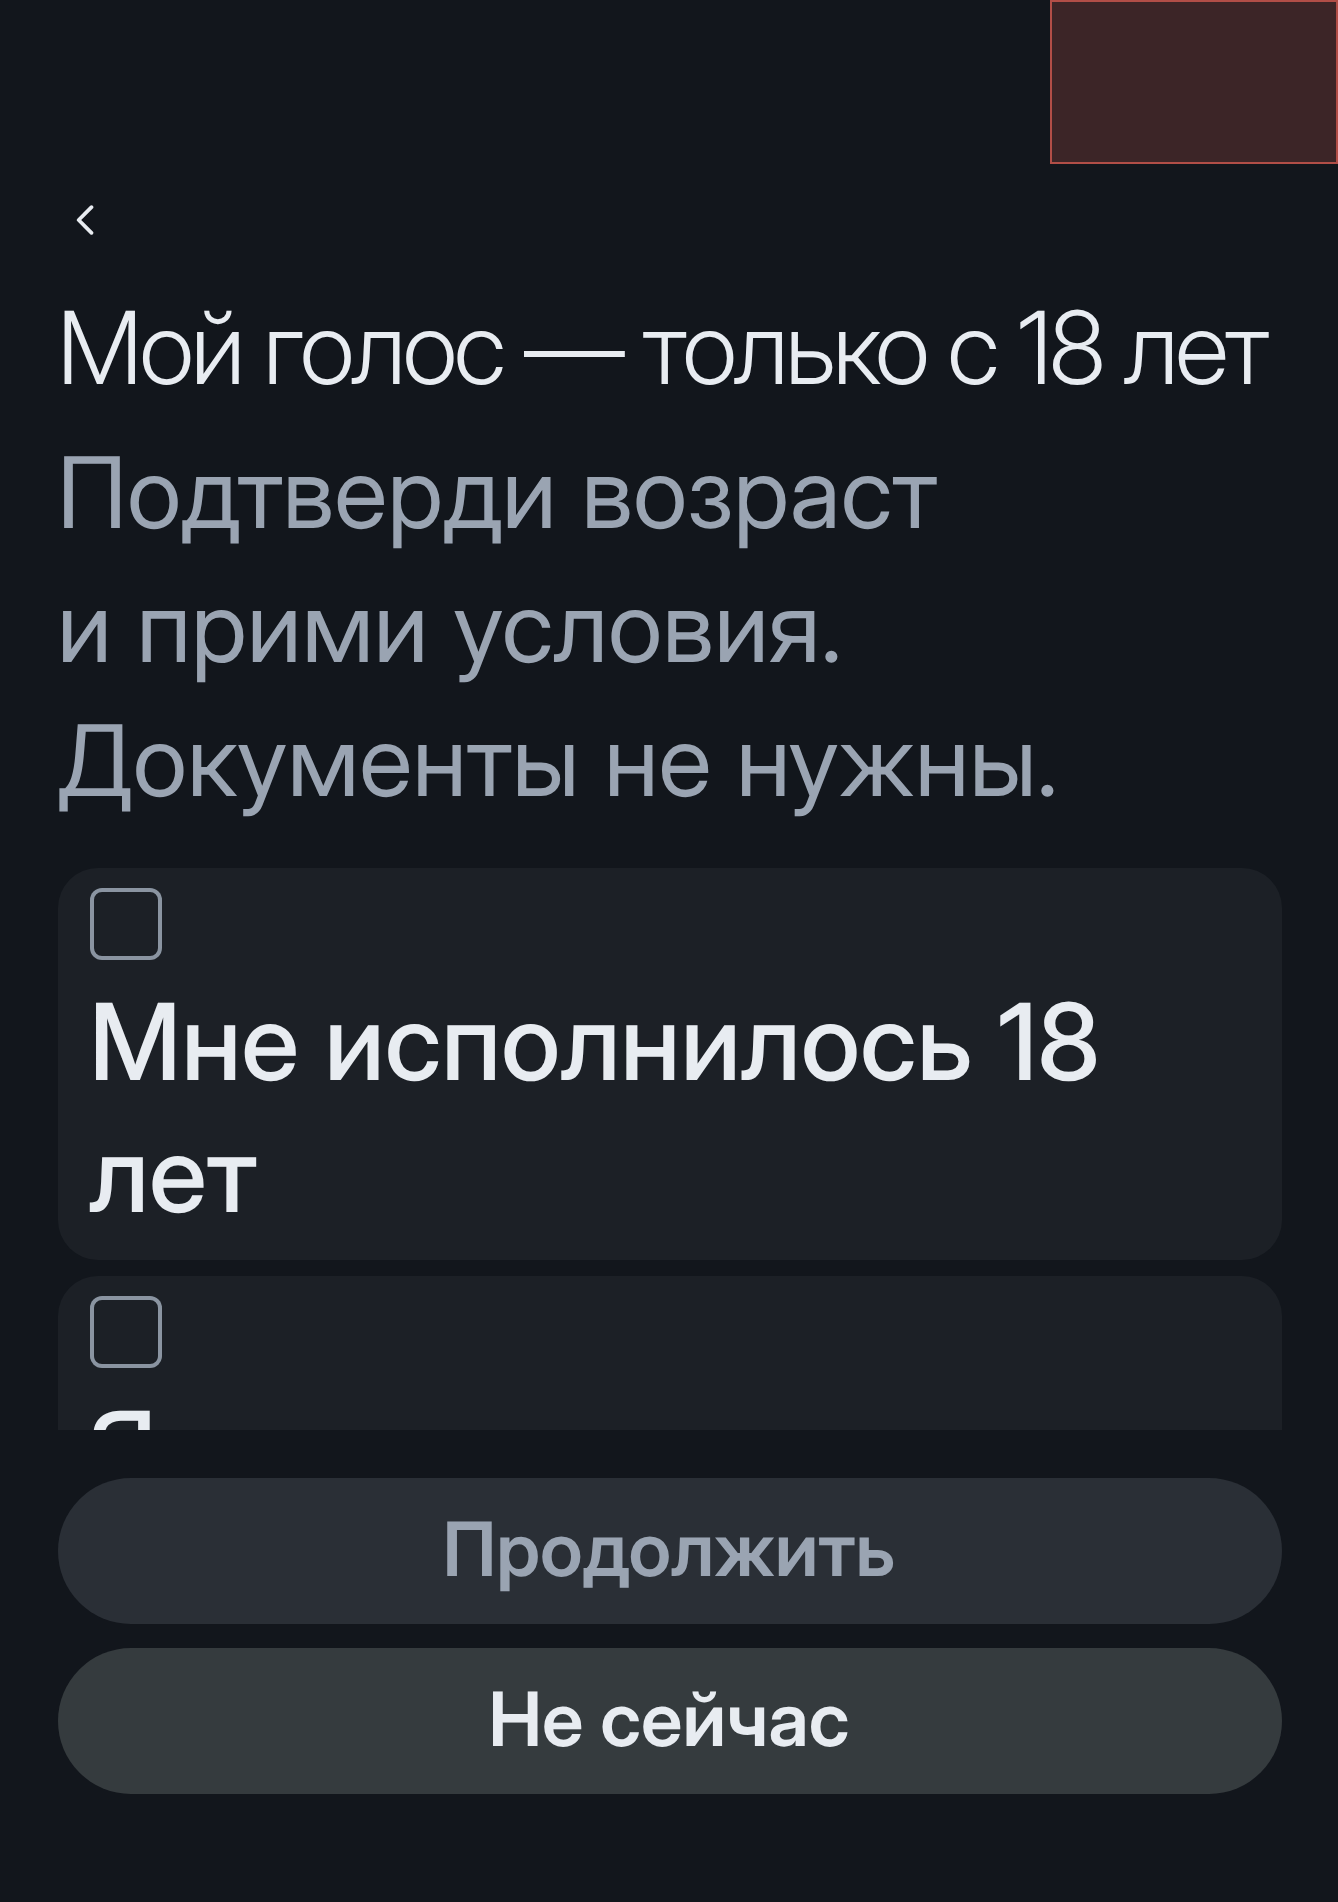 Мой голос — только с 18 лет
Подтверди возраст
и прими условия.
Документы не нужны.
Мне исполнилось 18
лет
Продолжить
Не сейчас